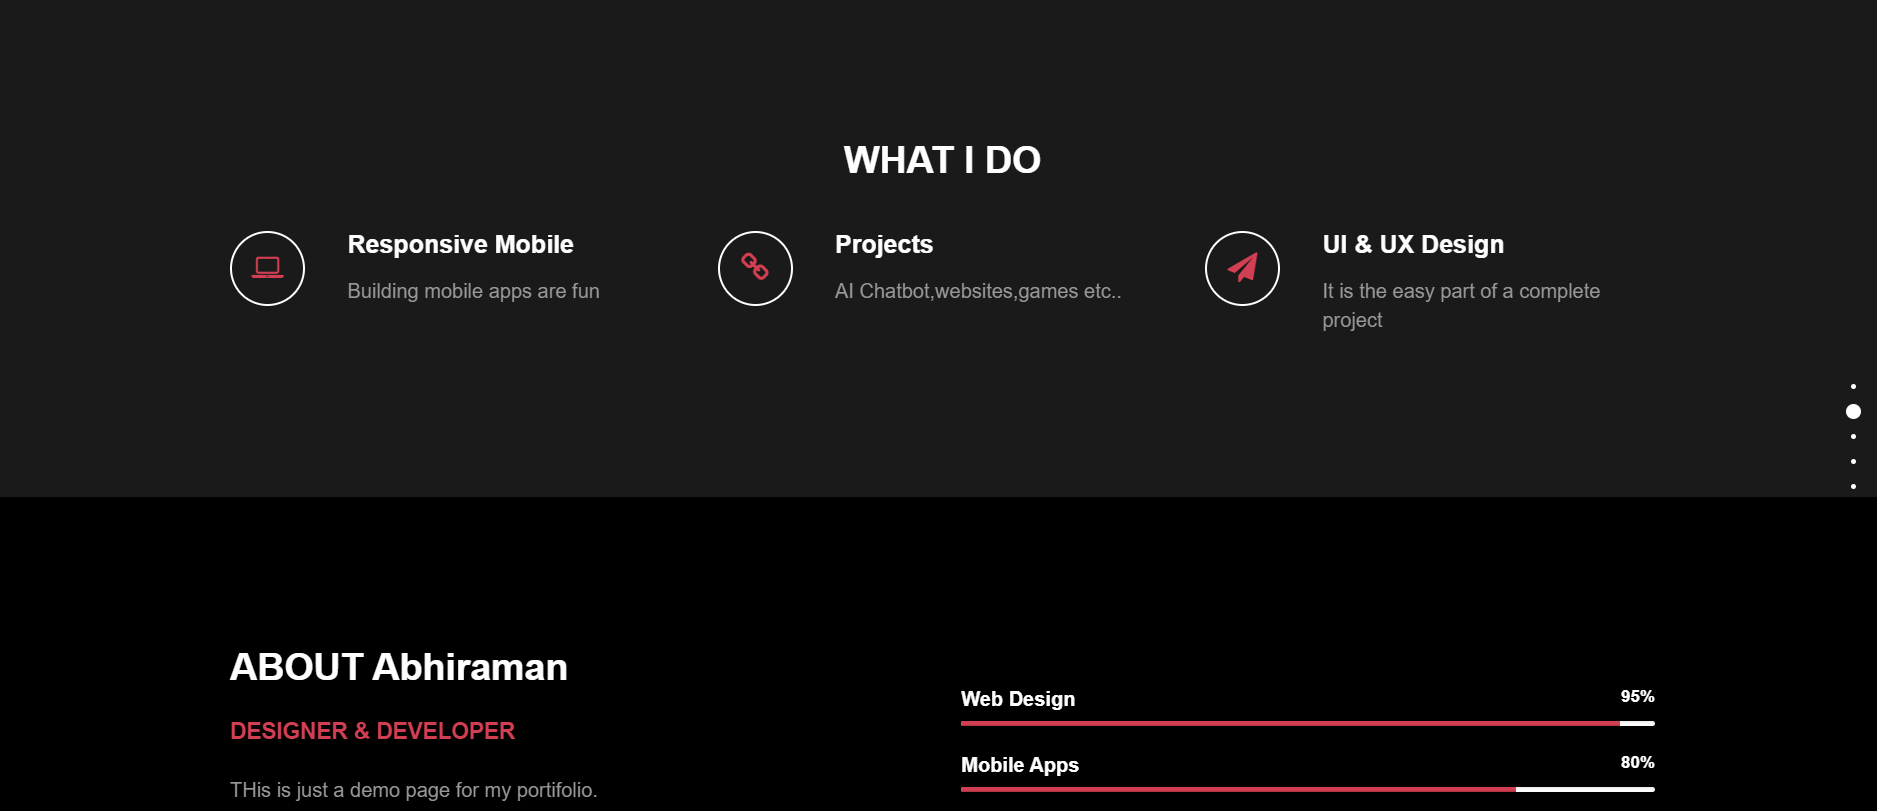 WHAT I DO
Responsive Mobile
Building mobile apps are fun
Projects
AI Chatbot,websites,games etc..
UI & UX Design
It is the easy part of a complete
project
ABOUT Abhiraman
DESIGNER & DEVELOPER
THis is just a demo page for my portifolio.
Web Design
95%
Mobile Apps
80%